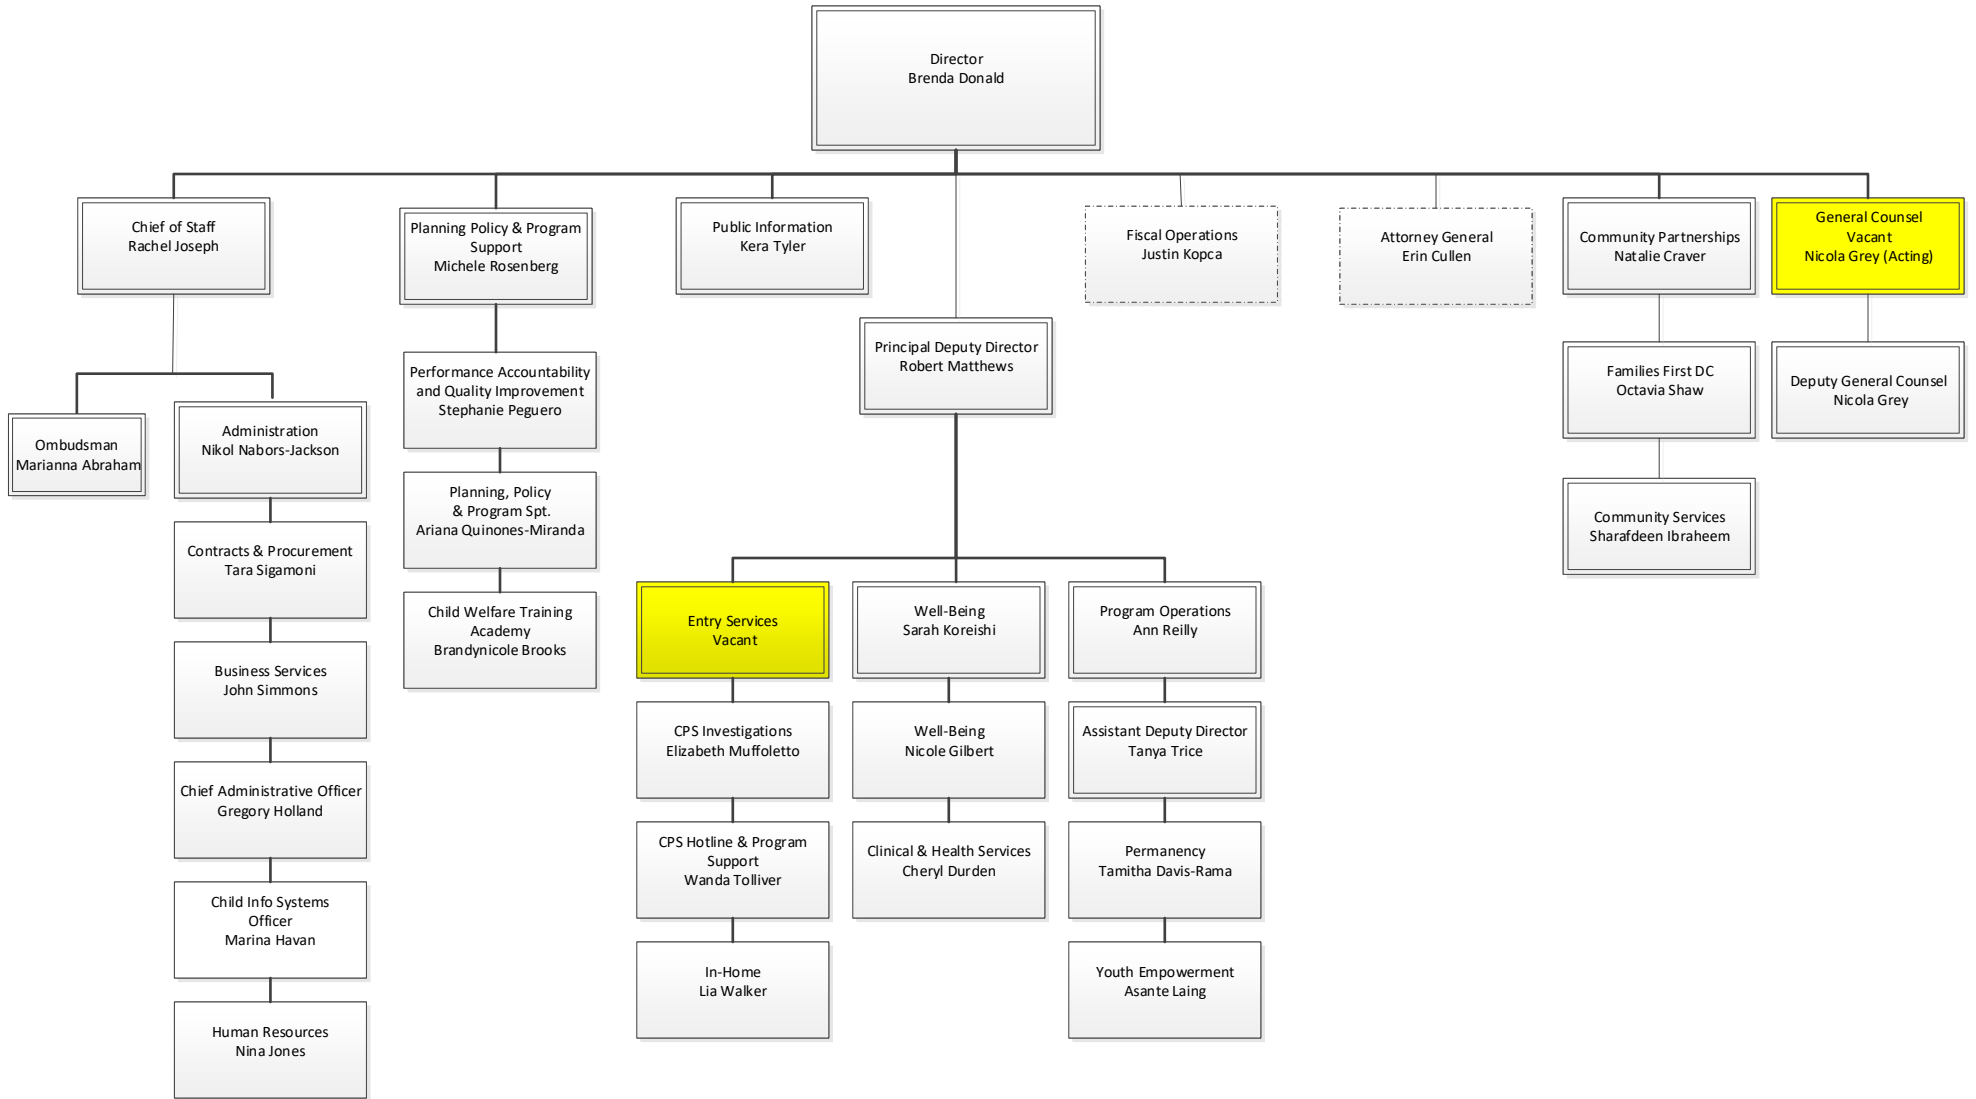 Director
Brenda Donald
Chief of Staff
Rachel Joseph
Planning Policy & Program
Support
Michele Rosenberg
Public Information
Kera Tyler
Fiscal Operations
Justin Kopca
Attorney General
Erin Cullen
Community Partnerships
Natalie Craver
General Counsel
Vacant
Nicola Grey (Acting)
Principal Deputy Director
Robert Matthews
Families First DC
Octavia Shaw
Deputy General Counsel
Nicola Grey
Community Services
Sharafdeen Ibraheem
Ombudsman
Marianna Abraham
Administration
Nikol Nabors-Jackson
Contracts & Procurement
Tara Sigamoni
Business Services
John Simmons
Chief Administrative Officer
Gregory Holland
Child Info Systems
Officer
Marina Havan
Human Resources
Nina Jones
Performance Accountability
and Quality Improvement
Stephanie Peguero
Planning, Policy
& Program Spt.
Ariana Quinones-Miranda
Child Welfare Training
Academy
Brandynicole Brooks
Entry Services
Vacant
CPS Investigations
Elizabeth Muffoletto
CPS Hotline & Program
Support
Wanda Tolliver
In-Home
Lia Walker
Well-Being
Sarah Koreishi
Well-Being
Nicole Gilbert
Clinical & Health Services
Cheryl Durden
Program Operations
Ann Reilly
Assistant Deputy Director
Tanya Trice
Permanency
Tamitha Davis-Rama
Youth Empowerment
Asante Laing